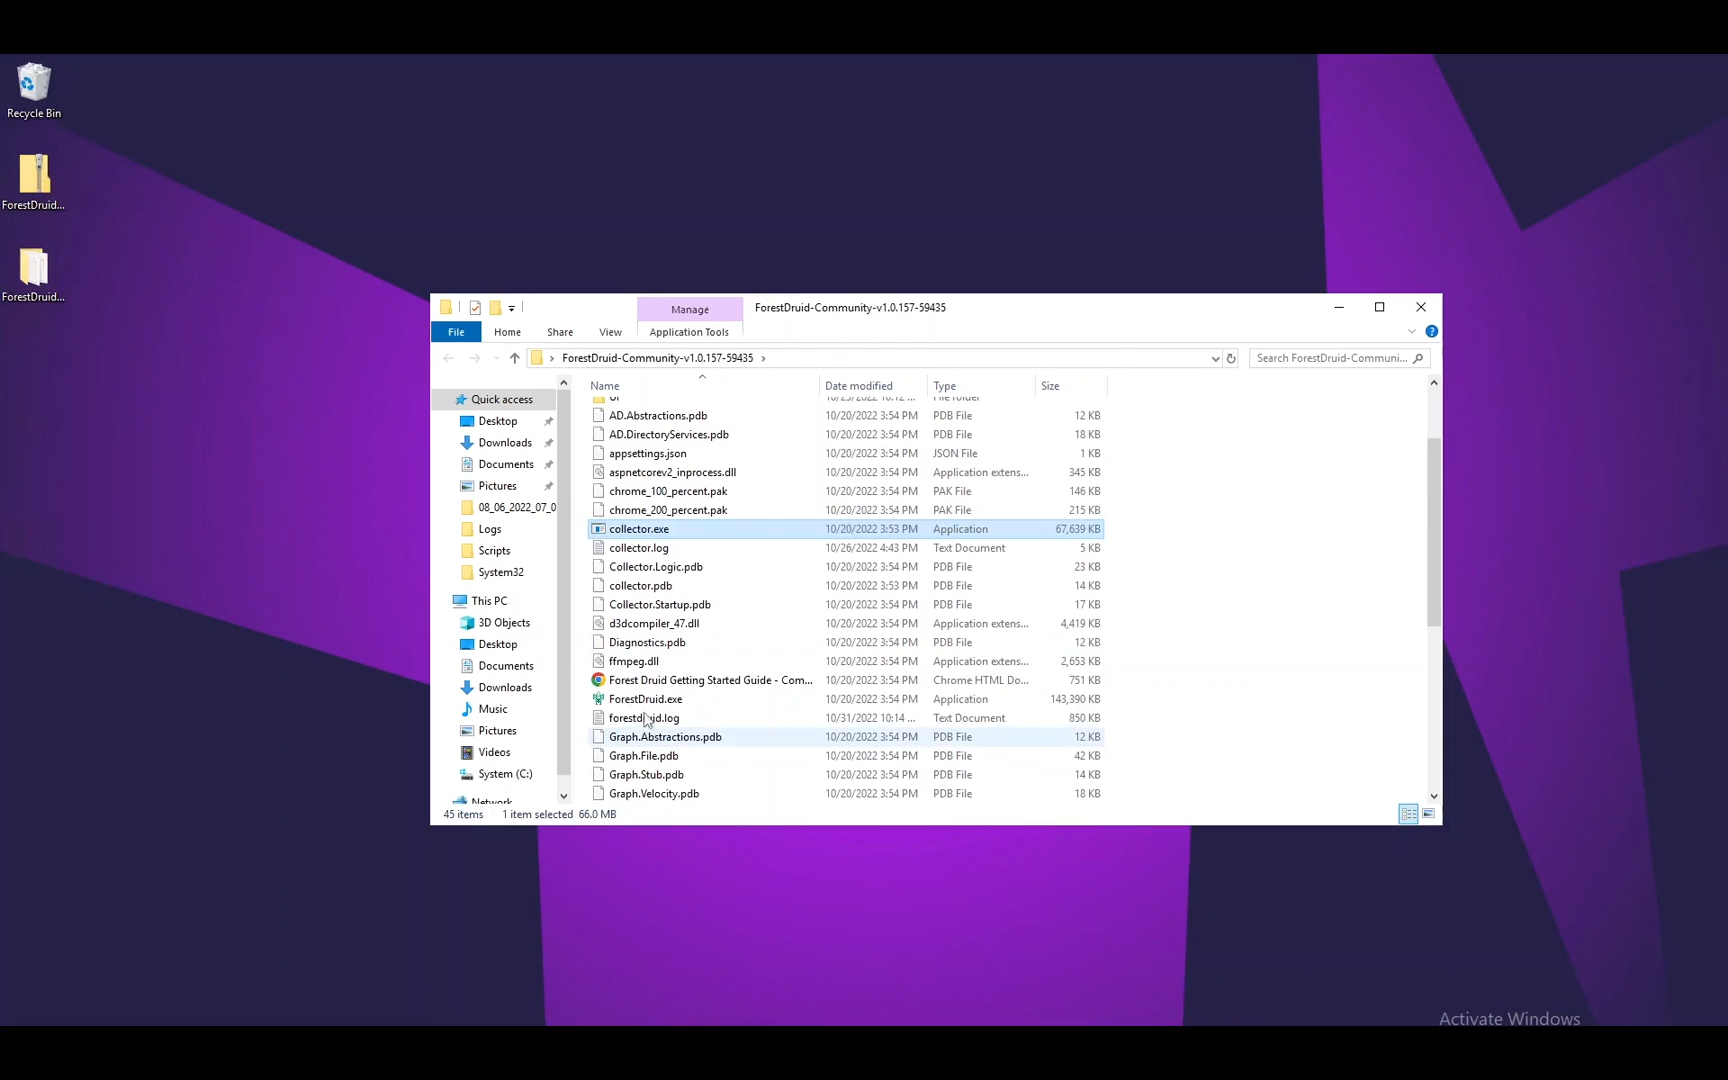 Recycle Bin
ForestDruid...
ForestDruid...
Manage
ForestDruid-Community-v1.0.157-59435
File
Home
Share
View
Application Tools
ForestDruid-Community-v1.0.157-59435
Search ForestDruid-Communi...
Quick access
Desktop
Downloads
Documents
Pictures
08_06_2022_07_0
Logs
Scripts
System32
This PC
3D Objects
Desktop
Documents
Downloads
Music
Pictures
Videos
System (C:)
Network
Name Date modified Type Size
AD.Abstractions.pdb 10/20/2022 3:54 PM PDB File 12 KB
AD.DirectoryServices.pdb 10/20/2022 3:54 PM PDB File 18 KB
appsettings.json 10/20/2022 3:54 PM JSON File 1 KB
aspnetcorev2_inprocess.dll 10/20/2022 3:54 PM Application extens... 345 KB
chrome_100_percent.pak 10/20/2022 3:54 PM PAK File 146 KB
chrome_200_percent.pak 10/20/2022 3:54 PM PAK File 215 KB
collector.exe 10/20/2022 3:53 PM Application 67,639 KB
collector.log 10/26/2022 4:43 PM Text Document 5 KB
Collector.Logic.pdb 10/20/2022 3:54 PM PDB File 23 KB
collector.pdb 10/20/2022 3:53 PM PDB File 14 KB
Collector.Startup.pdb 10/20/2022 3:54 PM PDB File 17 KB
d3dcompiler_47.dll 10/20/2022 3:54 PM Application extens... 4,419 KB
Diagnostics.pdb 10/20/2022 3:54 PM PDB File 12 KB
ffmpeg.dll 10/20/2022 3:54 PM Application extens... 2,653 KB
Forest Druid Getting Started Guide - Com... 10/20/2022 3:54 PM Chrome HTML Do... 751 KB
ForestDruid.exe 10/20/2022 3:54 PM Application 143,390 KB
forestdruid.log 10/31/2022 10:14 ... Text Document 850 KB
Graph.Abstractions.pdb 10/20/2022 3:54 PM PDB File 12 KB
Graph.File.pdb 10/20/2022 3:54 PM PDB File 42 KB
Graph.Stub.pdb 10/20/2022 3:54 PM PDB File 14 KB
Graph.Velocity.pdb 10/20/2022 3:54 PM PDB File 18 KB
45 items 1 item selected 66.0 MB
Activate Windows